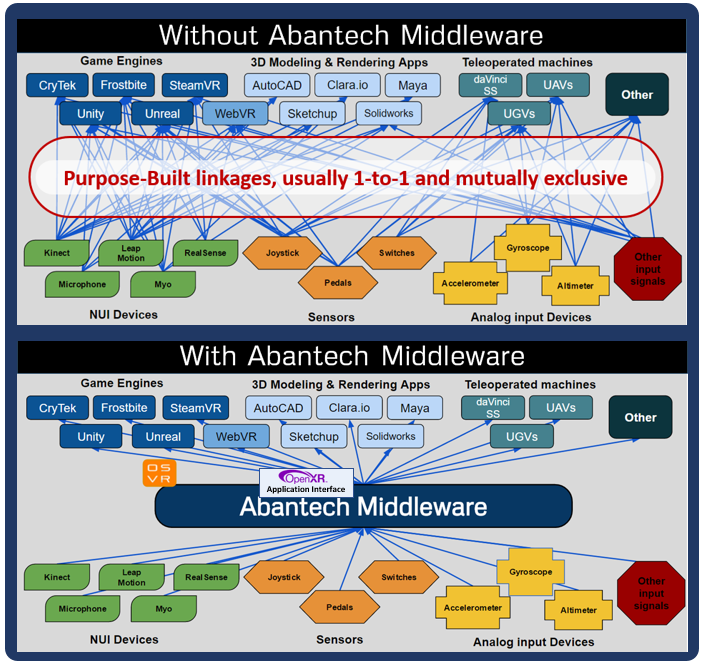 Without Abantech Middleware
Game Engines
3D Modeling & Rendering Apps
Teleoperated machines
CryTek
Frostbite
SteamVR
AutoCAD
Clara.io
Maya
daVinci
SS
UAVs
Other
Unity
Unreal
WebVR
Sketchup
Solidworks
UGVs
Purpose-Built linkages, usually 1-to-1 and mutually exclusive
Kinect
Leap
Motion
RealSense
Joystick
Switches
Gyroscope
Other
input
signals
Microphone
Myo
Pedals
Accelerometer
Altimeter
NUI Devices
Sensors
Analog input Devices
With Abantech Middleware
Game Engines
3D Modeling & Rendering Apps
Teleoperated machines
CryTek
Frostbite
SteamVR
AutoCAD
Clara.io
Maya
daVinci
SS
UAVs
Other
Unity
Unreal
WebVR
Sketchup
Solidworks
UGVs
OS
VR
OpenXR
Application Interface
Abantech Middleware
Kinect
Leap
Motion
RealSense
Joystick
Switches
Gyroscope
Other
input
signals
Microphone
Myo
Pedals
Accelerometer
Altimeter
NUI Devices
Sensors
Analog input Devices